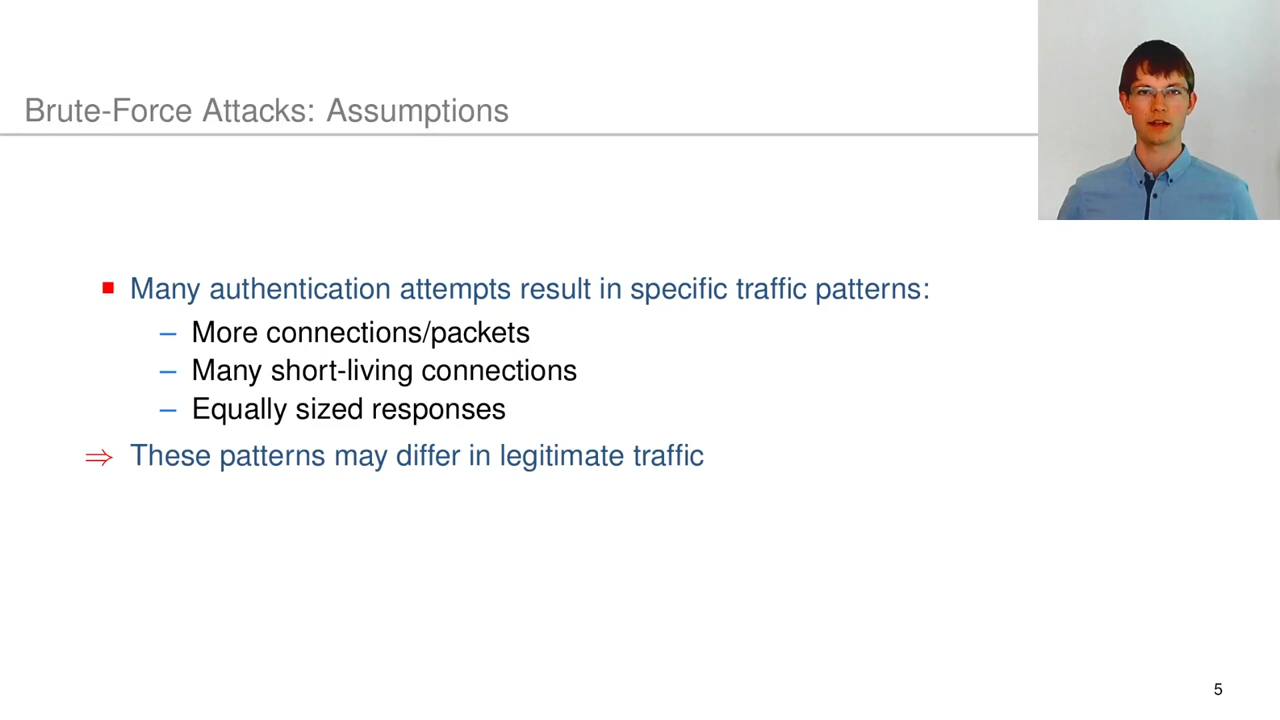 Brute-Force Attacks: Assumptions
Many authentication attempts result in specific traffic patterns:
– More connections/packets
– Many short-living connections
– Equally sized responses
⇒ These patterns may differ in legitimate traffic
5